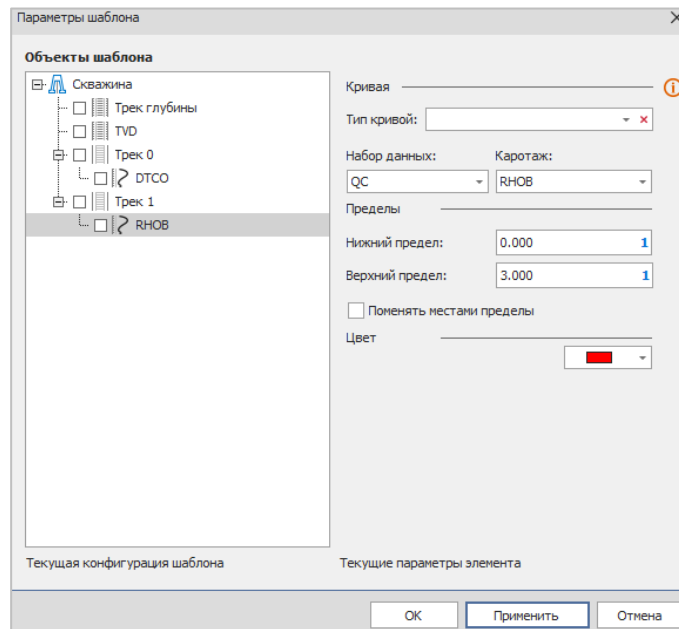 Параметры шаблона
Объекты шаблона
Скважина
Трек глубины
TVD
Трек 0
DTCO
Трек 1
RHOB
Текущая конфигурация шаблона
Кривая
Тип кривой:
Набор данных: Каротаж:
QC RHOB
Пределы
Нижний предел: 0.000 1
Верхний предел: 3.000 1
Поменять местами пределы
Цвет
Текущие параметры элемента
ОК Применить Отмена